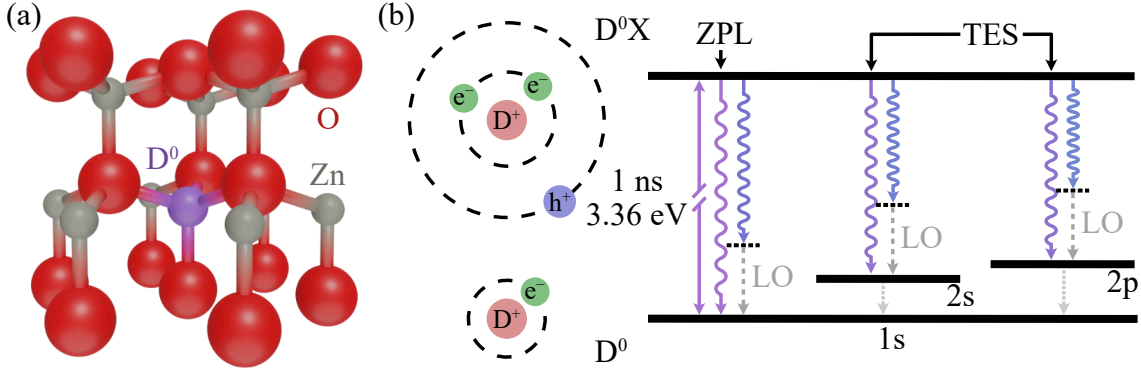 (a)
O
D⁰
Zn
(b)
D⁰X
e⁻
e⁻
D⁺
h⁺
1 ns
3.36 eV
e⁻
D⁺
D⁰
ZPL
TES
LO
LO
LO
2s
2p
1s